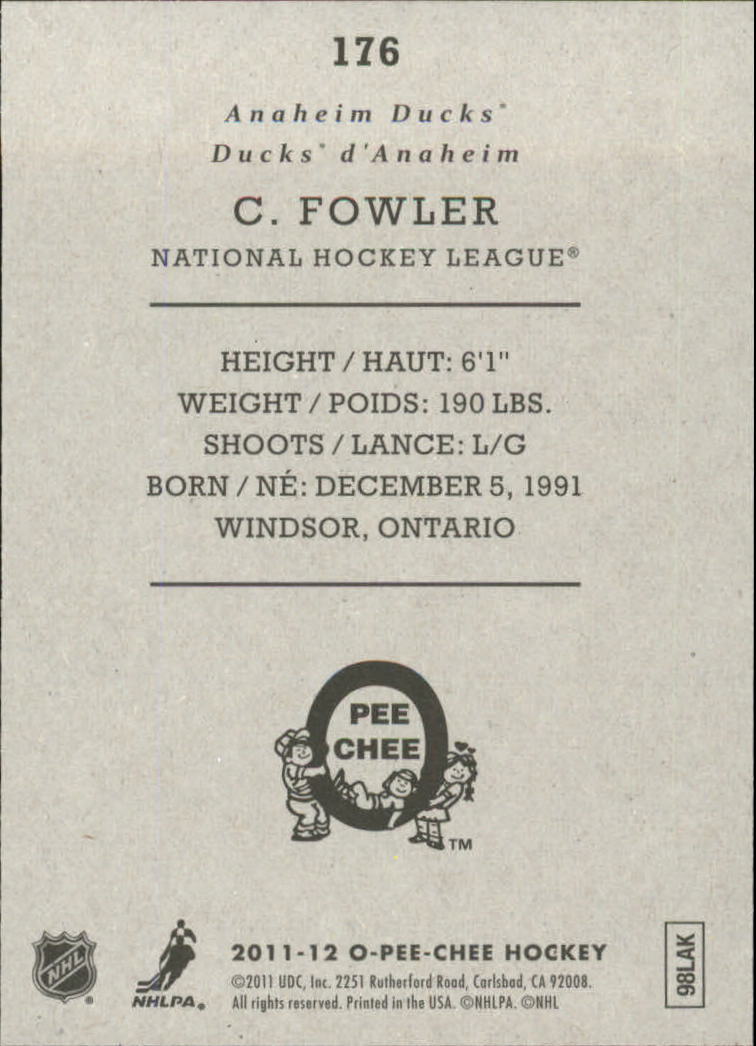 176
Anaheim Ducks*
Ducks* d'Anaheim
C. FOWLER
NATIONAL HOCKEY LEAGUE®
HEIGHT / HAUT: 6'1"
WEIGHT / POIDS: 190 LBS.
SHOOTS / LANCE: L/G
BORN / NÉ: DECEMBER 5, 1991
WINDSOR, ONTARIO
O
PEE
CHEE
TM
NHL®
NHLPA®
2011-12 O-PEE-CHEE HOCKEY
©2011 UDC, Inc. 2251 Rutherford Road, Carlsbad, CA 92008.
All rights reserved. Printed in the USA. ©NHLPA. ©NHL
98LAK